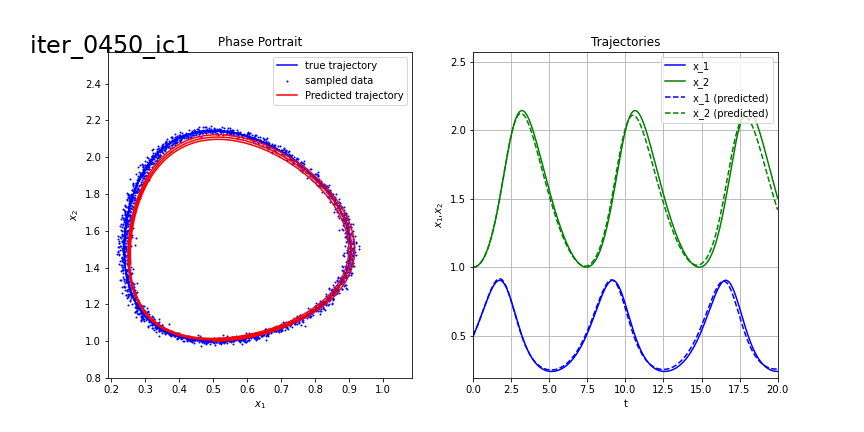 iter_0450_ic1
Phase Portrait
true trajectory
sampled data
Predicted trajectory
2.4
2.2
2.0
1.8
1.6
1.4
1.2
1.0
0.8
x₂
0.2 0.3 0.4 0.5 0.6 0.7 0.8 0.9 1.0
x₁
Trajectories
x_1
x_2
x_1 (predicted)
x_2 (predicted)
2.5
2.0
1.5
1.0
0.5
x₁,x₂
0.0 2.5 5.0 7.5 10.0 12.5 15.0 17.5 20.0
t